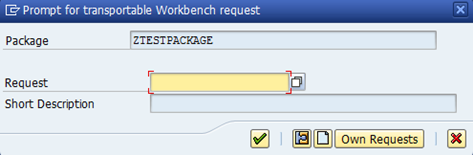 Prompt for transportable Workbench request
Package ZTESTPACKAGE
Request
Short Description
Own Requests